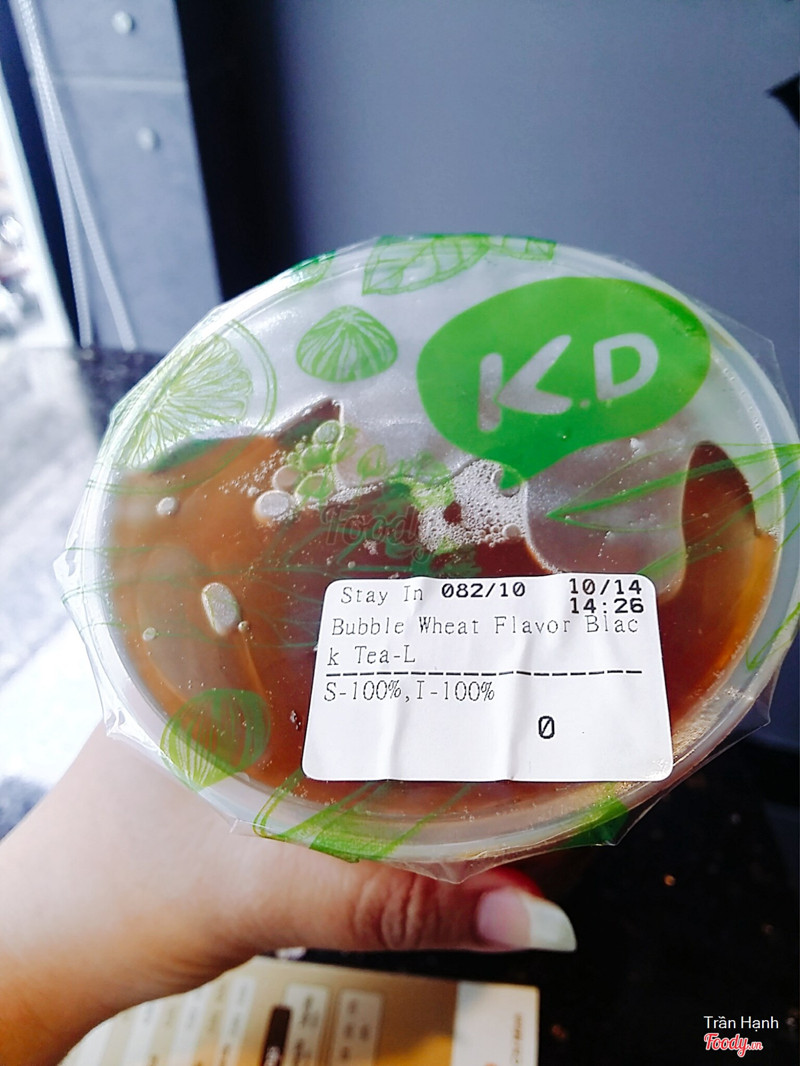 K.D
Foody
Stay In 082/10 10/14
14:26
Bubble Wheat Flavor Blac
k Tea-L
S-100%,I-100%
0
Trần Hạnh
Foody.vn